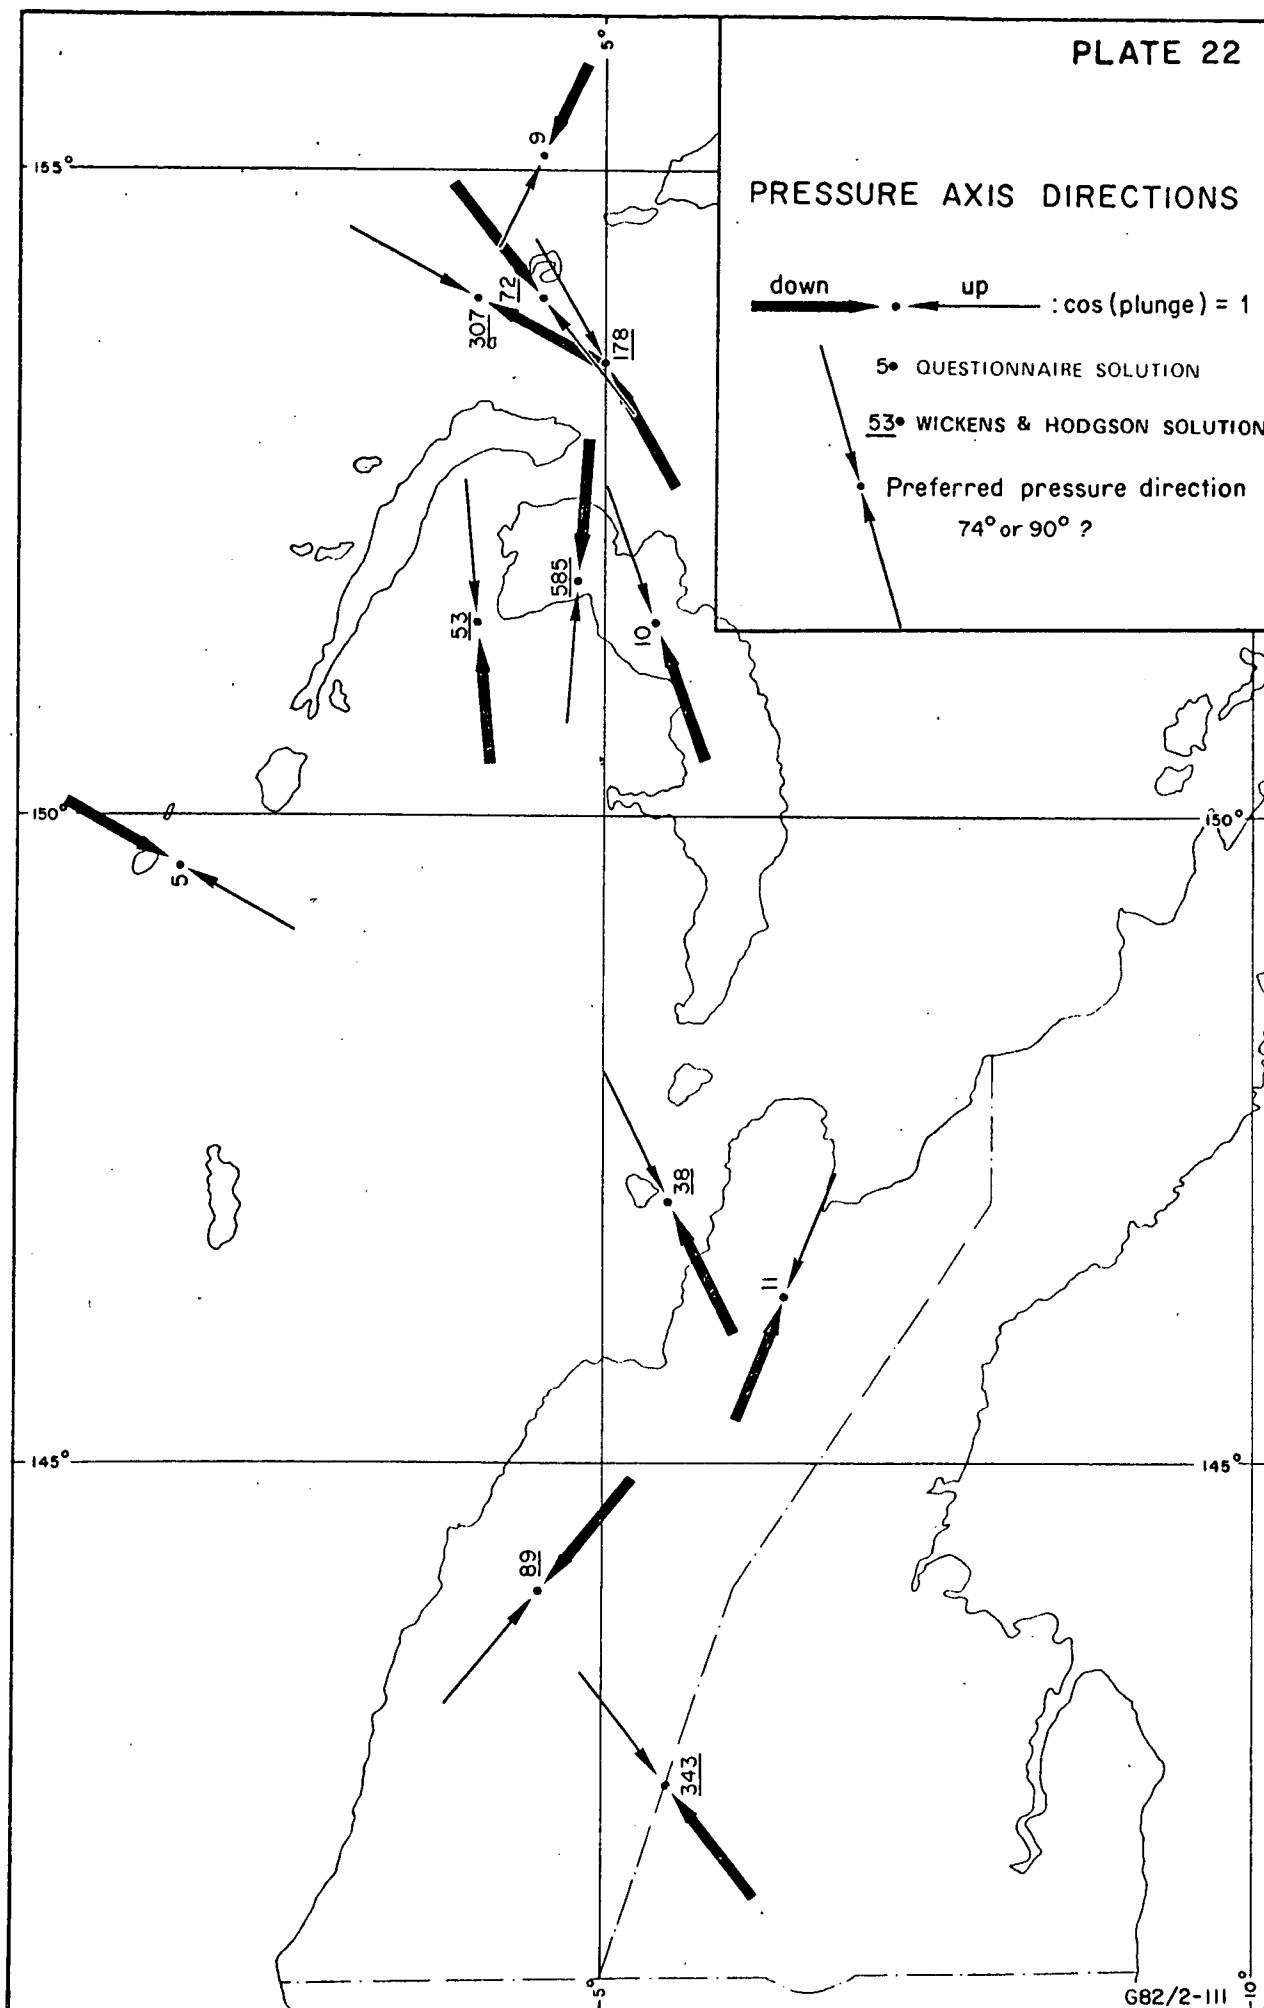 PLATE 22
PRESSURE AXIS DIRECTIONS
down up : cos (plunge) = 1
5 QUESTIONNAIRE SOLUTION
53 WICKENS & HODGSON SOLUTION
Preferred pressure direction
74° or 90° ?
5°
155°
9
72
307
178
585
53
10
150°
150°
5
38
11
145°
145°
89
343
5°
10°
G82/2-111